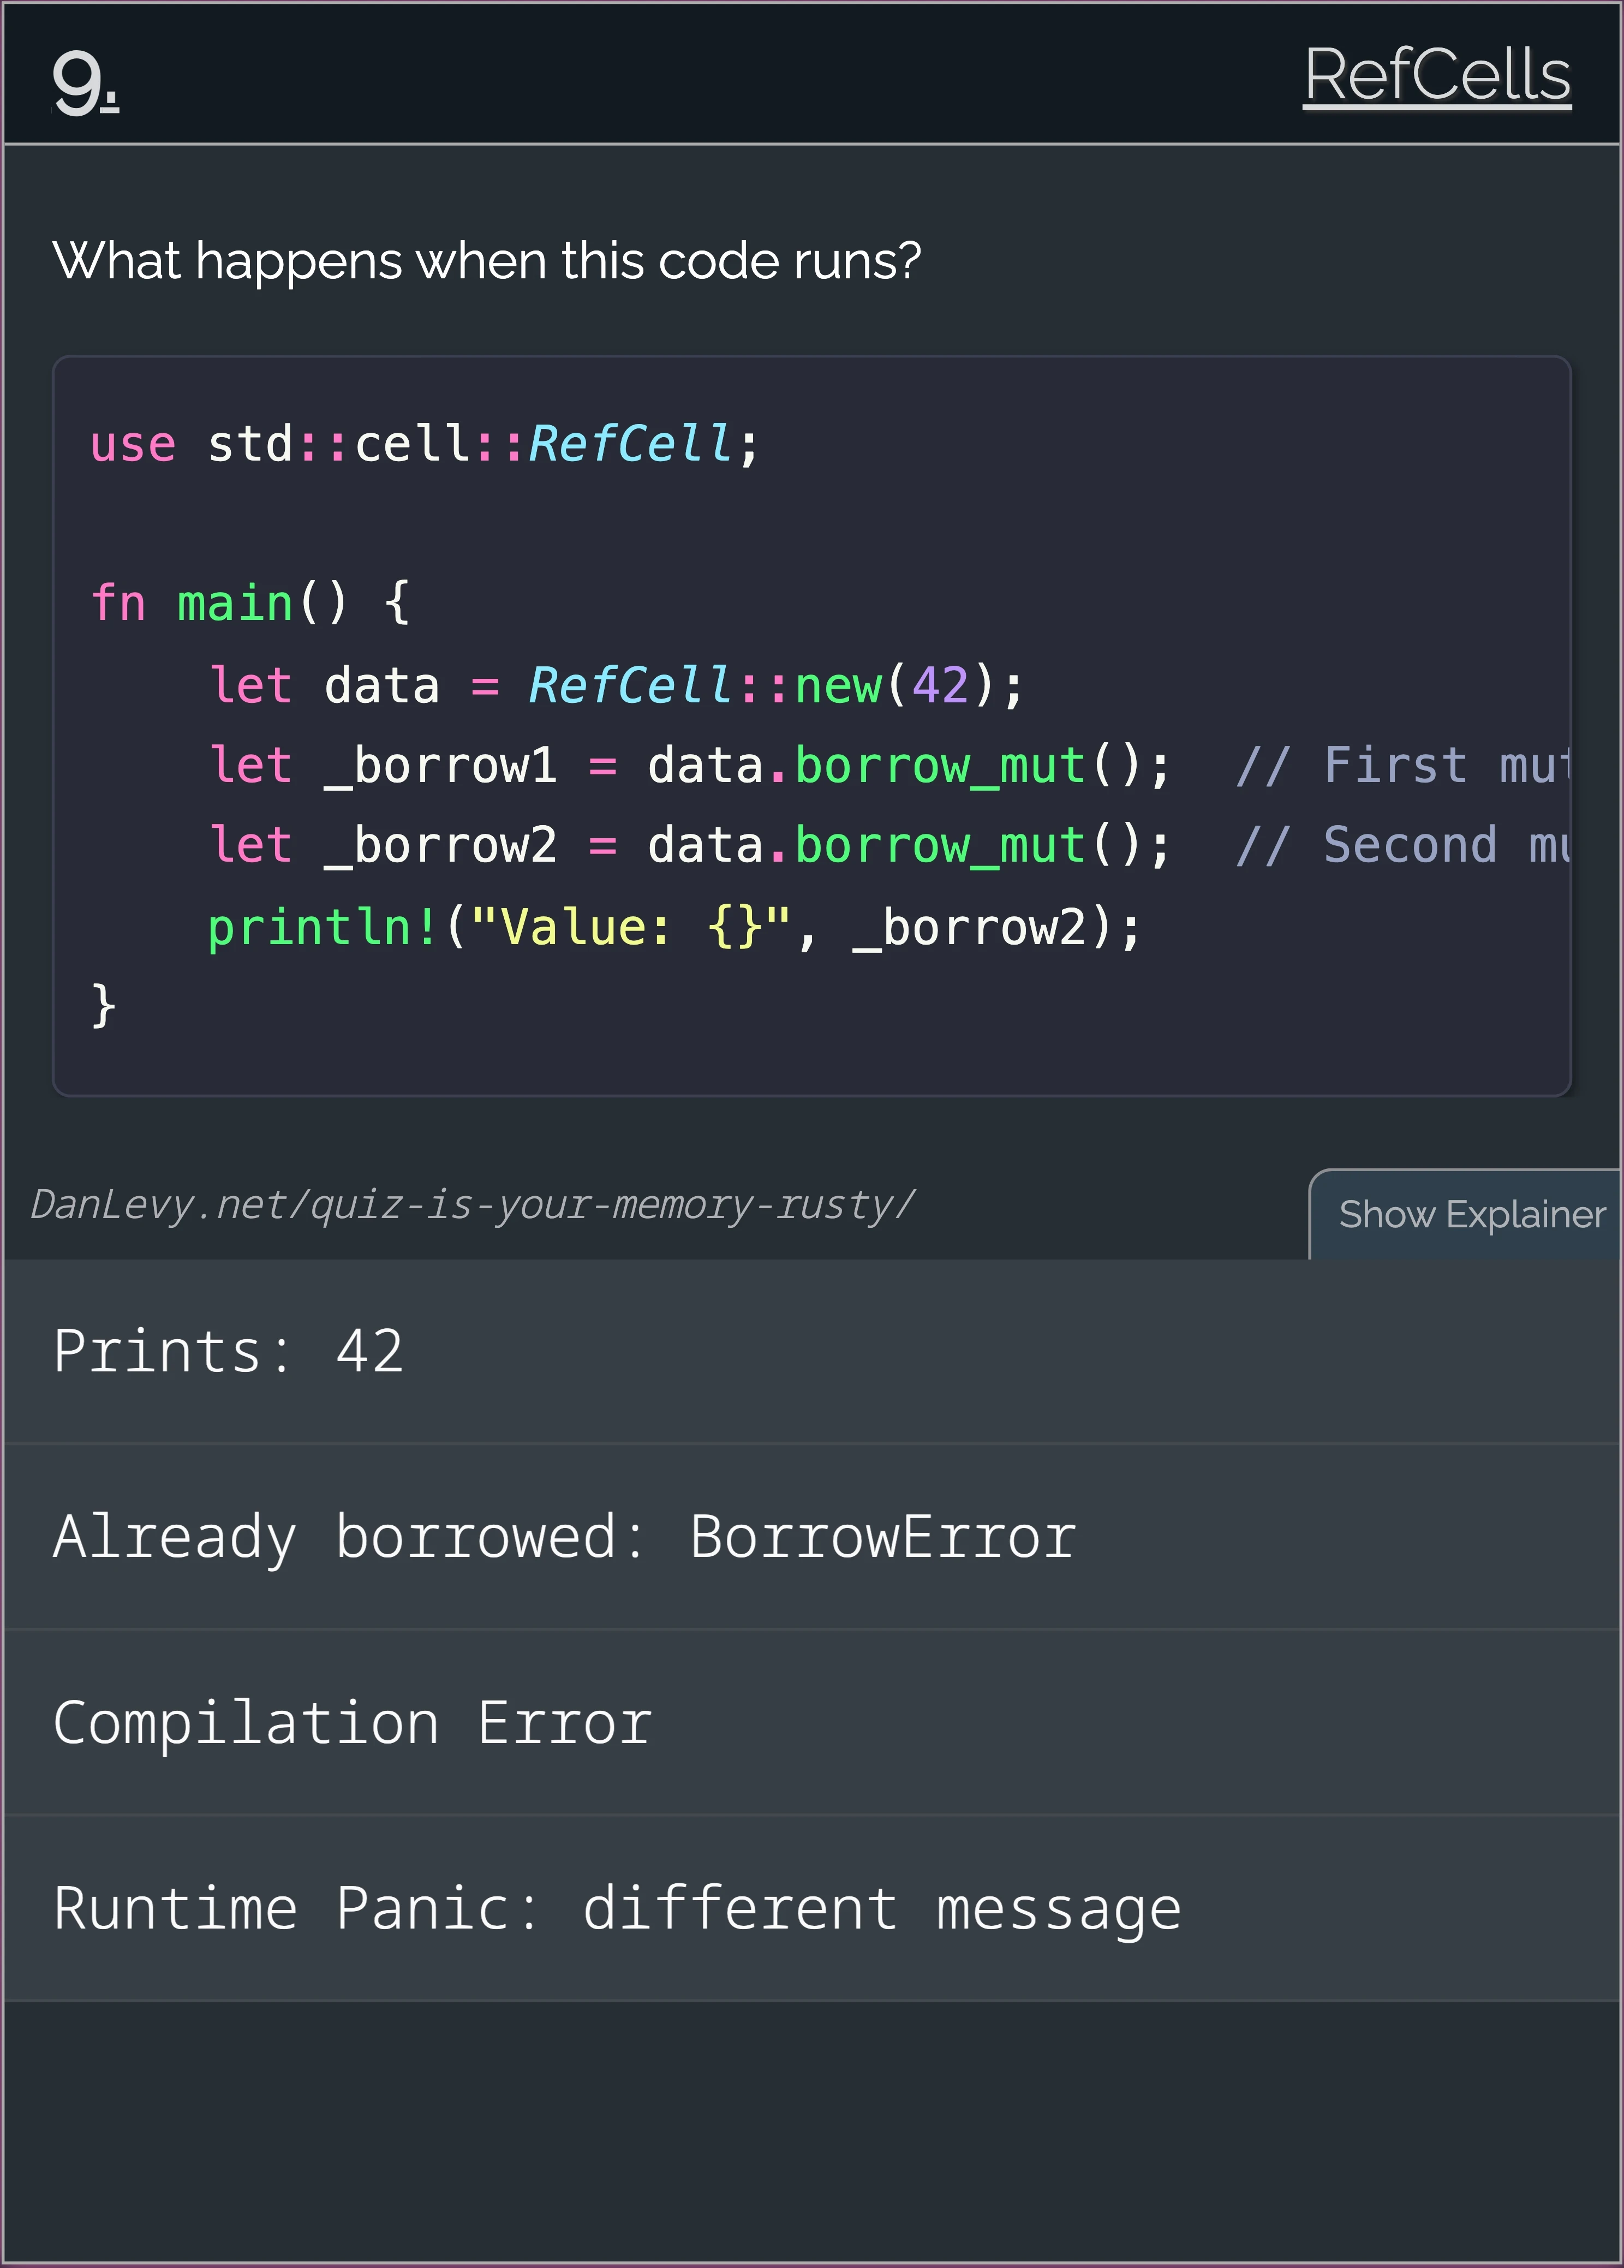 9.
RefCells
What happens when this code runs?
use std::cell::RefCell;
fn main() {
    let data = RefCell::new(42);
    let _borrow1 = data.borrow_mut();  // First mut
    let _borrow2 = data.borrow_mut();  // Second mu
    println!("Value: {}", _borrow2);
}
DanLevy.net/quiz-is-your-memory-rusty/
Show Explainer
Prints: 42
Already borrowed: BorrowError
Compilation Error
Runtime Panic: different message